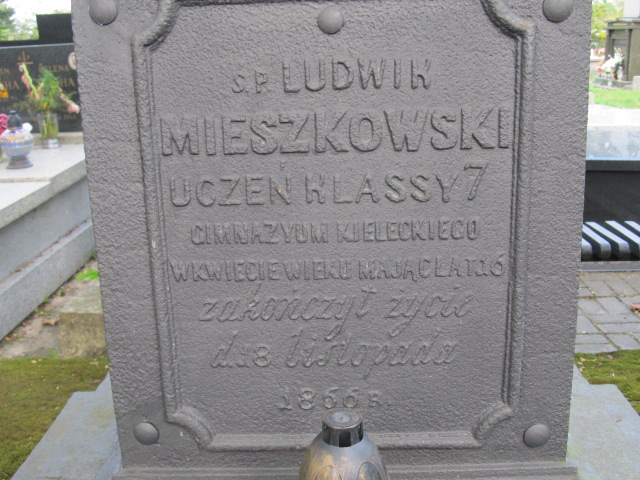 S.P. LUDWIK
MIESZKOWSKI
UCZEŃ KLASSY 7
GIMNAZYUM KIELECKIEGO
W KWIECIE WIEKU MAJĄC LAT 16
zakończył życie
d. 18 listopada
1866 R.